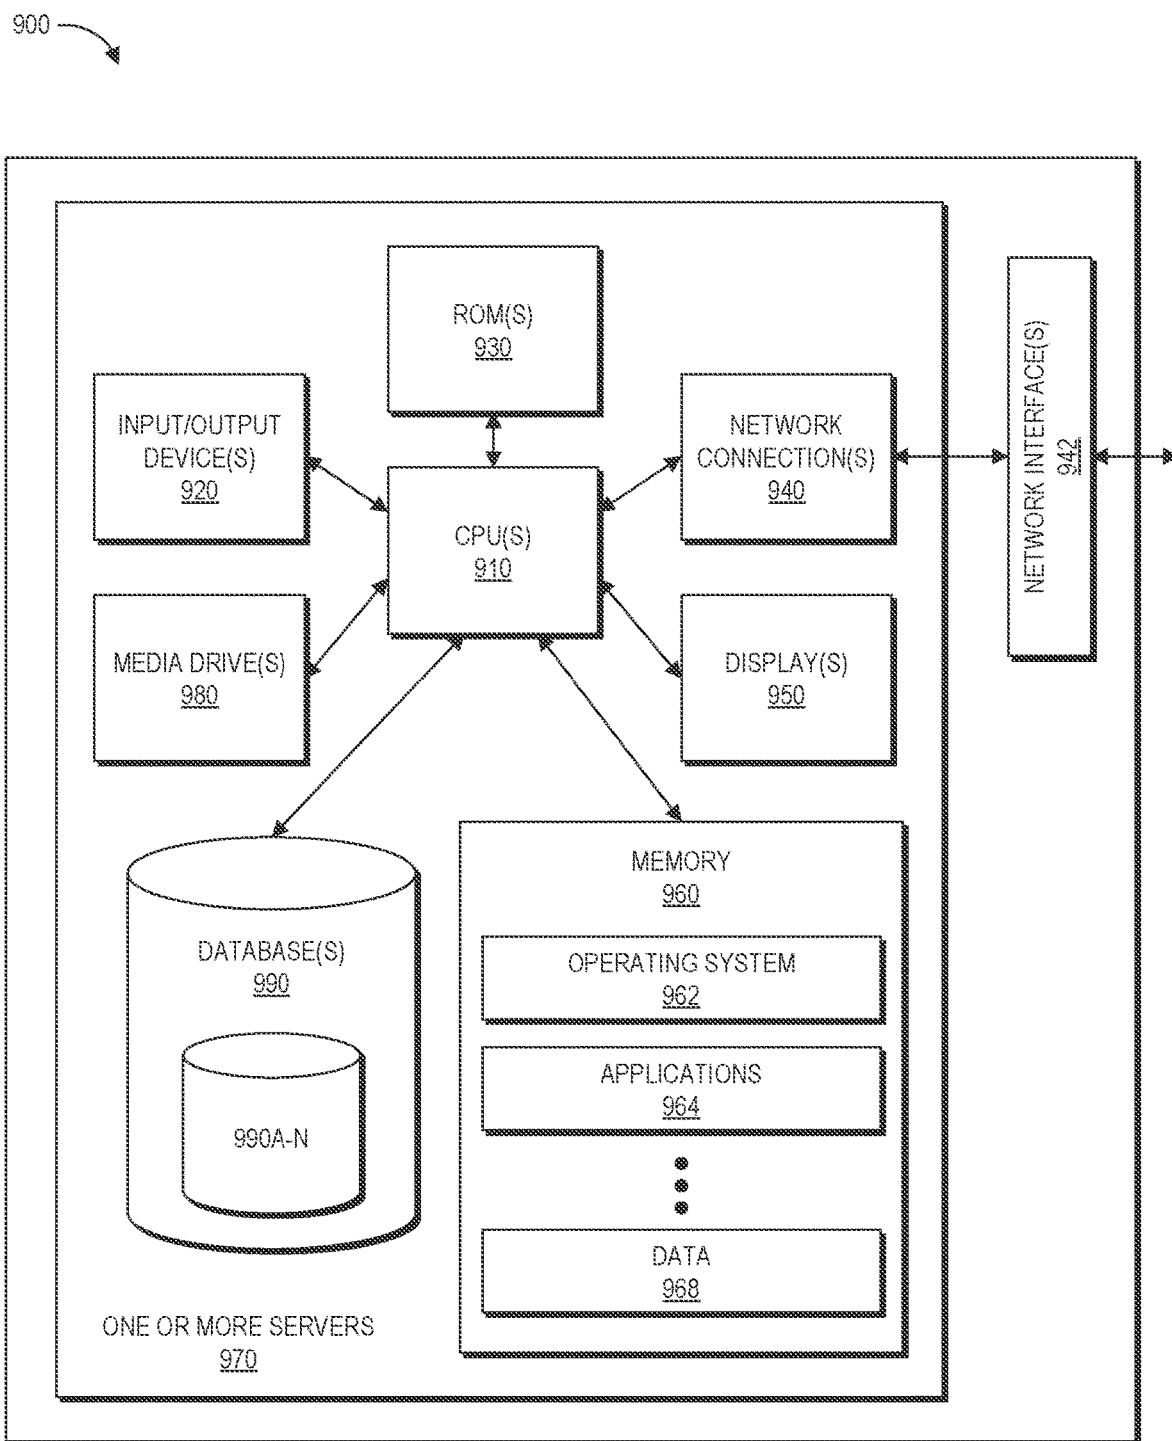 900
ROM(S)
930
INPUT/OUTPUT
DEVICE(S)
920
NETWORK
CONNECTION(S)
940
NETWORK INTERFACE(S)
942
CPU(S)
910
MEDIA DRIVE(S)
980
DISPLAY(S)
950
DATABASE(S)
990
990A-N
MEMORY
960
OPERATING SYSTEM
962
APPLICATIONS
964
DATA
968
ONE OR MORE SERVERS
970